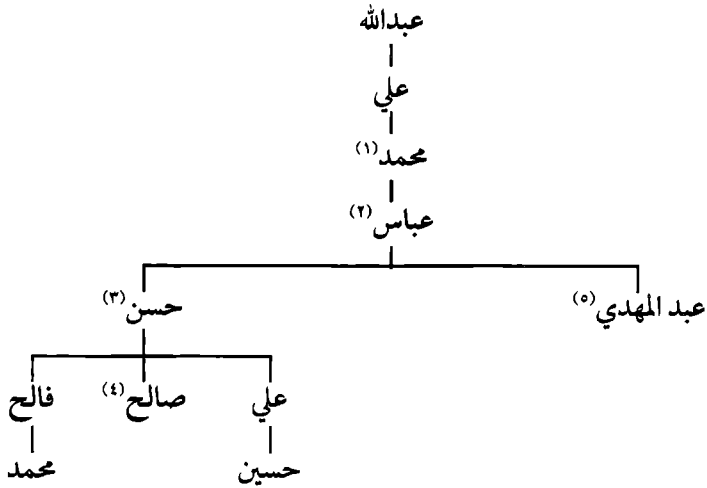 عبدالله
علي
محمد (١)
عباس (٢)
عبد المهدي (٥) حسن (٣)
علي صالح (٤) فالح
حسين محمد